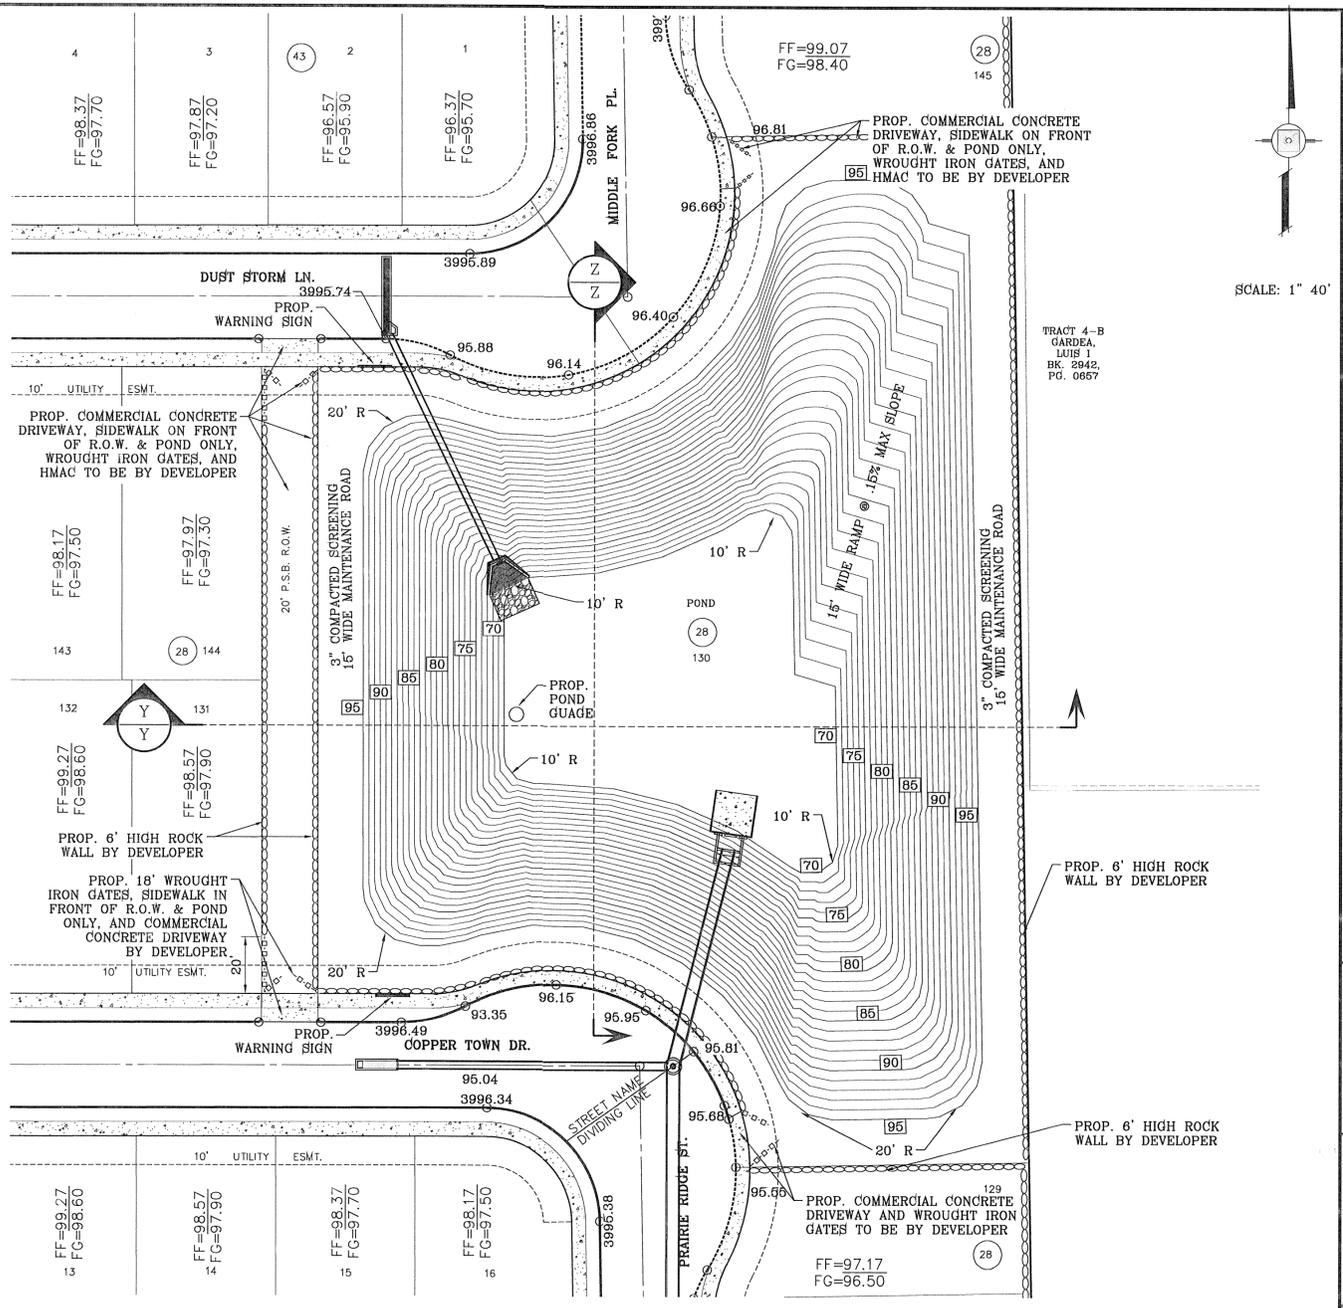 4
3
43
2
1
FF=98.37
FG=97.70
FF=97.87
FG=97.20
FF=96.57
FG=95.90
FF=96.37
FG=95.70
3996.86
MIDDLE FORK PL.
399
FF=99.07
FG=98.40
28
145
96.81
PROP. COMMERCIAL CONCRETE
DRIVEWAY, SIDEWALK ON FRONT
OF R.O.W. & POND ONLY,
WROUGHT IRON GATES, AND
HMAC TO BE BY DEVELOPER
95
96.66
3995.89
DUST STORM LN.
3995.74
PROP.
WARNING SIGN
Z
Z
96.40
95.88
96.14
SCALE: 1" 40'
TRACT 4-B
GARDEA,
LUIS I
BK. 2942,
PG. 0657
10' UTILITY ESMT.
PROP. COMMERCIAL CONCRETE
DRIVEWAY, SIDEWALK ON FRONT
OF R.O.W. & POND ONLY,
WROUGHT IRON GATES, AND
HMAC TO BE BY DEVELOPER
20' R
3" COMPACTED SCREENING
15' WIDE MAINTENANCE ROAD
20' P.S.B. R.O.W.
FF=98.17
FG=97.50
FF=97.97
FG=97.30
143
28
144
15' WIDE RAMP @ .15% MAX SLOPE
10' R
10' R
POND
28
130
3" COMPACTED SCREENING
15' WIDE MAINTENANCE ROAD
70
75
80
85
90
95
132
131
Y
Y
PROP.
POND
GUAGE
FF=99.27
FG=98.60
FF=98.57
FG=97.90
10' R
70
75
80
85
90
95
10' R
PROP. 6' HIGH ROCK
WALL BY DEVELOPER
70
PROP. 6' HIGH ROCK
WALL BY DEVELOPER
PROP. 18' WROUGHT
IRON GATES, SIDEWALK IN
FRONT OF R.O.W. & POND
ONLY, AND COMMERCIAL
CONCRETE DRIVEWAY
BY DEVELOPER.
20'
10' UTILITY ESMT.
20' R
75
80
85
90
95
20' R
96.15
93.35
95.95
3996.49
PROP.
WARNING SIGN
COPPER TOWN DR.
95.81
95.04
3996.34
STREET NAME
DIVIDING LINE
95.68
PROP. 6' HIGH ROCK
WALL BY DEVELOPER
10' UTILITY ESMT.
PRAIRIE RIDGE ST.
95.55
129
PROP. COMMERCIAL CONCRETE
DRIVEWAY AND WROUGHT IRON
GATES TO BE BY DEVELOPER
28
FF=99.27
FG=98.60
FF=98.57
FG=97.90
FF=98.37
FG=97.70
FF=98.17
FG=97.50
3995.38
13
14
15
16
FF=97.17
FG=96.50